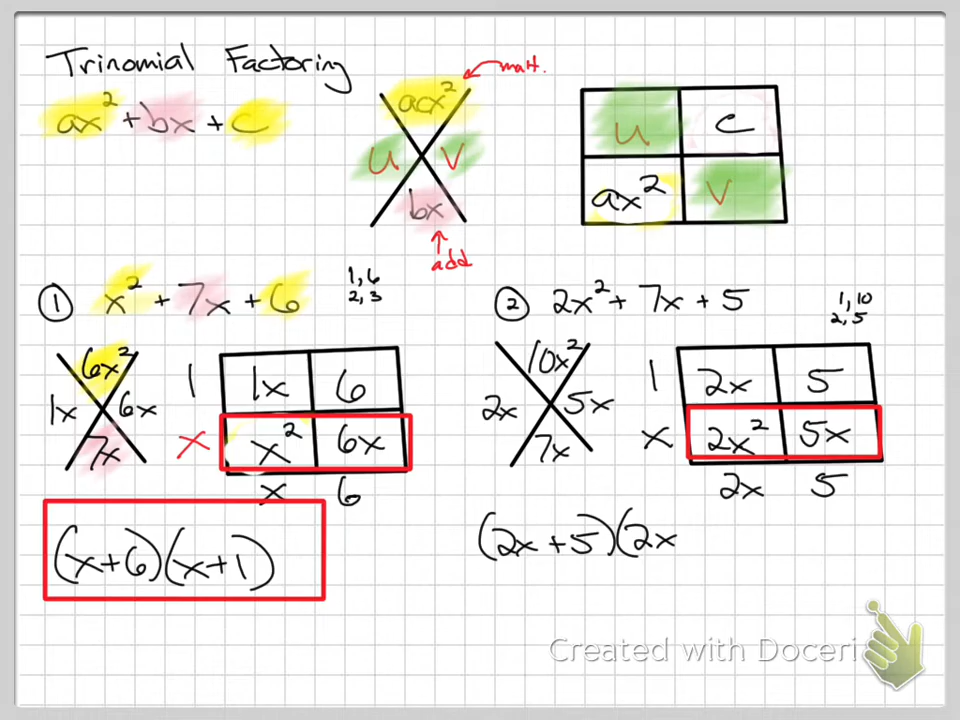 Trinomial Factoring
ax² + bx + c
acx² mult.
U V
bx
add
U C
ax² V
① x² + 7x + 6
1, 6
2, 3
6x²
1x 6x
7x
1 1x 6
x x² 6x
x 6
(x+6)(x+1)
② 2x² + 7x + 5
1, 10
2, 5
10x²
2x 5x
7x
1 2x 5
x 2x² 5x
2x 5
(2x+5)(2x
Created with Doceri